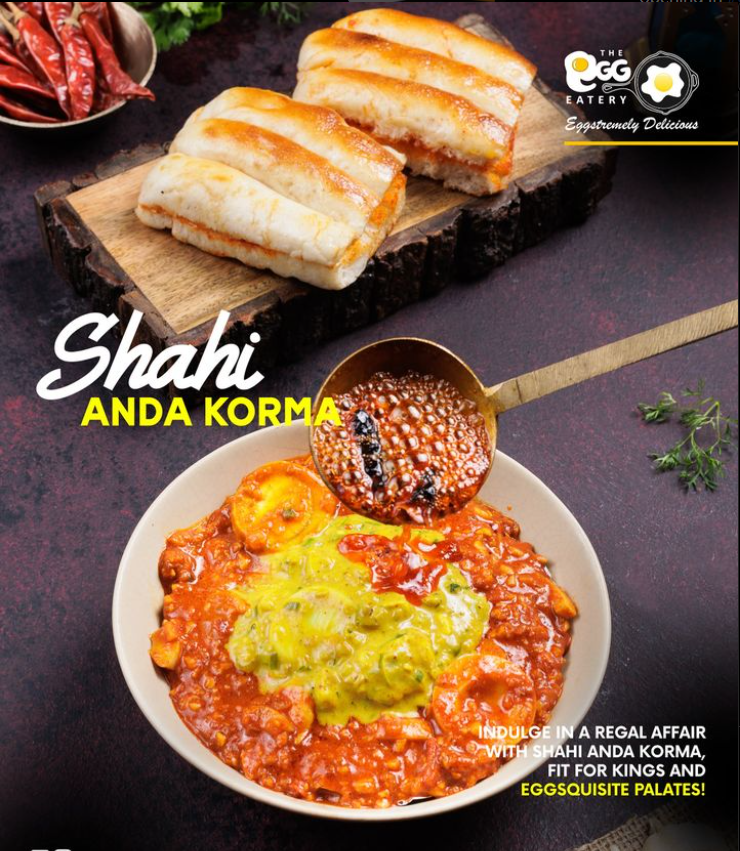 THE
eGG
EATERY
Eggstremely Delicious
Shahi
ANDA KORMA
INDULGE IN A REGAL AFFAIR
WITH SHAHI ANDA KORMA,
FIT FOR KINGS AND
EGGSQUISITE PALATES!